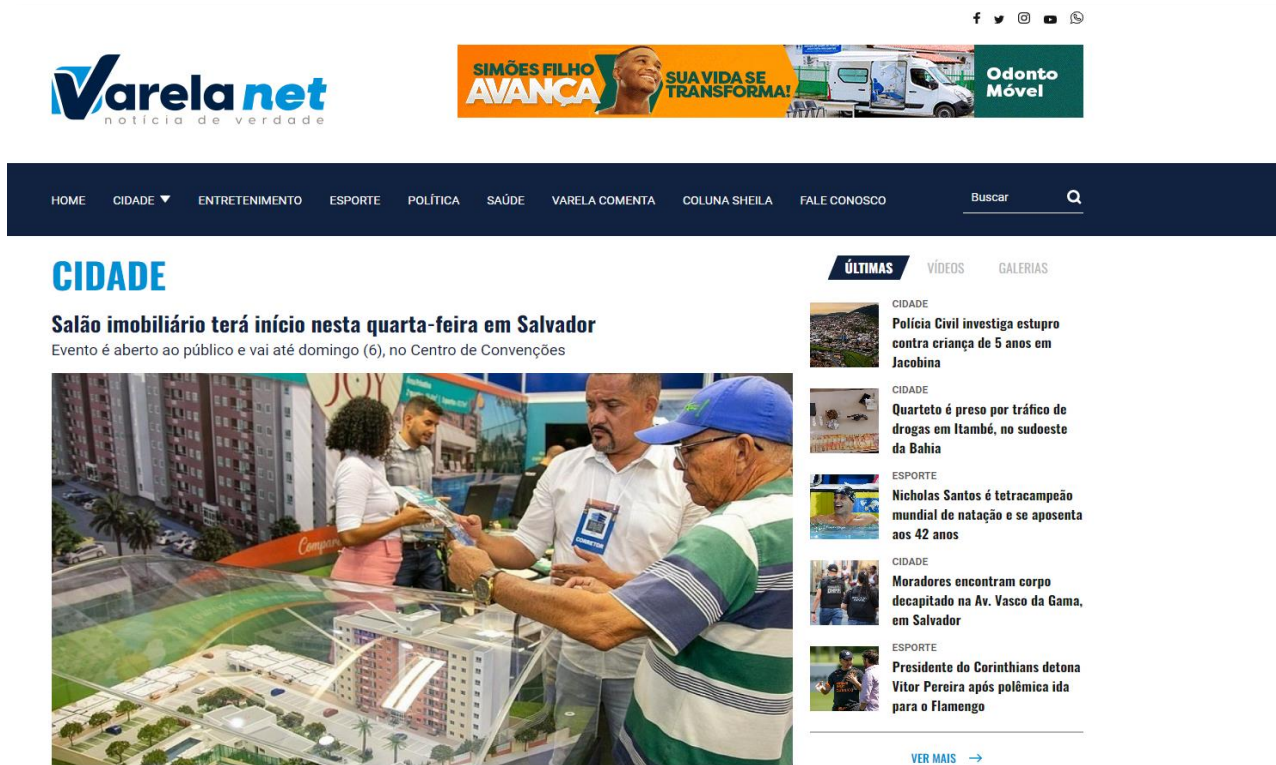 Varela net
notícia de verdade
SIMÕES FILHO
AVANÇA
SUA VIDA SE
TRANSFORMA!
Odonto
Móvel
HOME CIDADE ENTRETENIMENTO ESPORTE POLÍTICA SAÚDE VARELA COMENTA COLUNA SHEILA FALE CONOSCO Buscar
CIDADE
Salão imobiliário terá início nesta quarta-feira em Salvador
Evento é aberto ao público e vai até domingo (6), no Centro de Convenções
JOY
CORRETOR
ÚLTIMAS VÍDEOS GALERIAS
CIDADE
Polícia Civil investiga estupro
contra criança de 5 anos em
Jacobina
CIDADE
Quarteto é preso por tráfico de
drogas em Itambé, no sudoeste
da Bahia
ESPORTE
Nicholas Santos é tetracampeão
mundial de natação e se aposenta
aos 42 anos
CIDADE
Moradores encontram corpo
decapitado na Av. Vasco da Gama,
em Salvador
ESPORTE
Presidente do Corinthians detona
Vitor Pereira após polêmica ida
para o Flamengo
VER MAIS